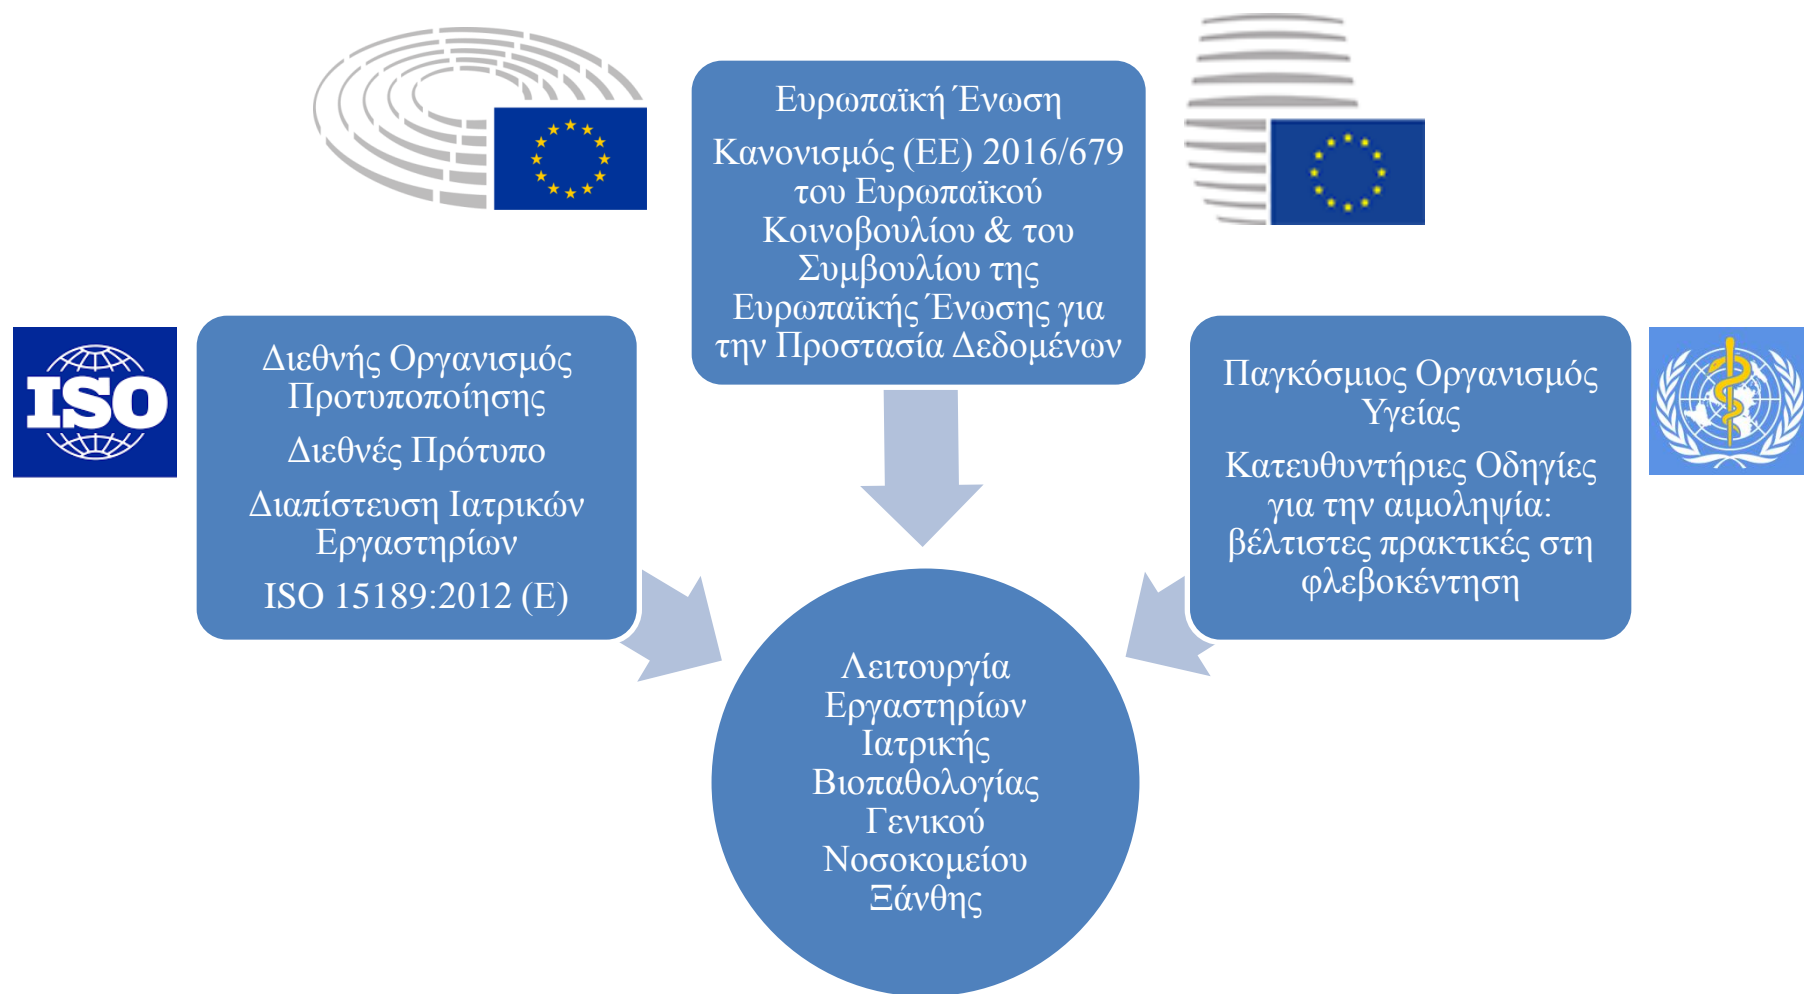 Ευρωπαϊκή Ένωση
Κανονισμός (ΕΕ) 2016/679
του Ευρωπαϊκού
Κοινοβουλίου & του
Συμβουλίου της
Ευρωπαϊκής Ένωσης για
την Προστασία Δεδομένων
ISO
Διεθνής Οργανισμός
Προτυποποίησης
Διεθνές Πρότυπο
Διαπίστευση Ιατρικών
Εργαστηρίων
ISO 15189:2012 (E)
Παγκόσμιος Οργανισμός
Υγείας
Κατευθυντήριες Οδηγίες
για την αιμοληψία:
βέλτιστες πρακτικές στη
φλεβοκέντηση
Λειτουργία
Εργαστηρίων
Ιατρικής
Βιοπαθολογίας
Γενικού
Νοσοκομείου
Ξάνθης